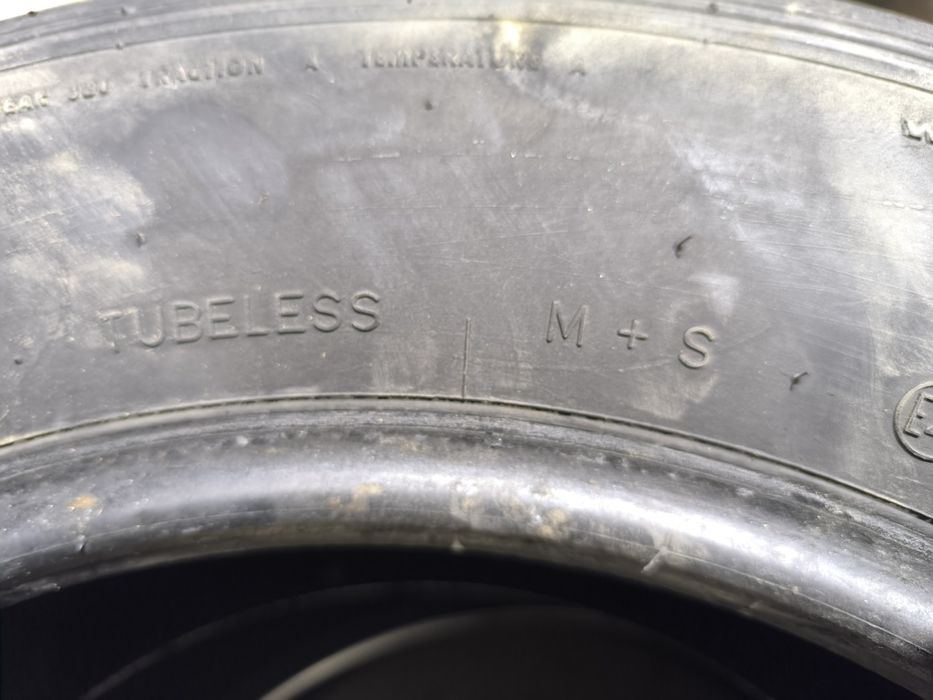 TRACTION A TEMPERATURE A
TUBELESS M + S